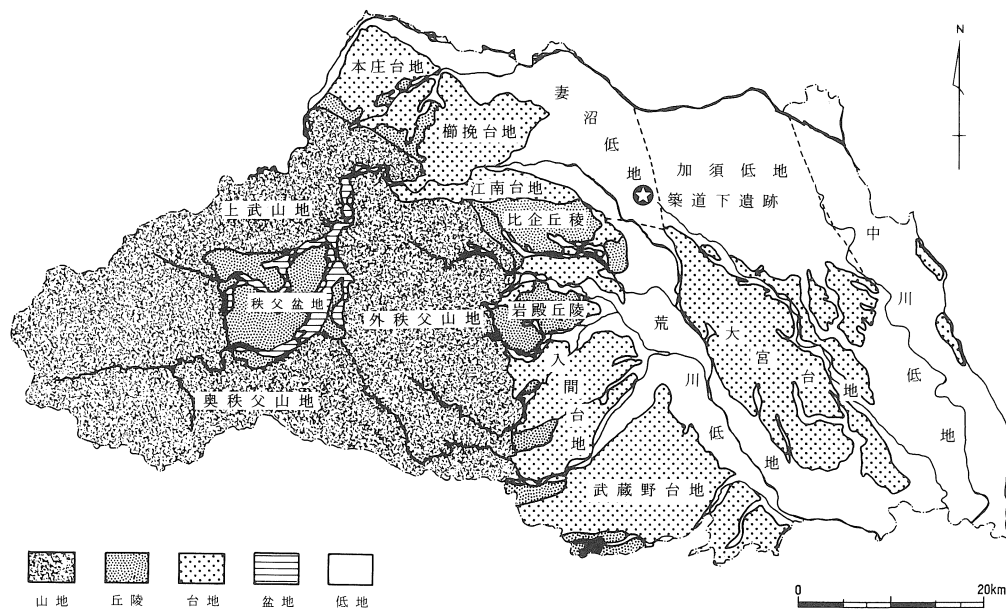 N
本庄台地
妻沼低地
櫛挽台地
加須低地
江南台地
築道下遺跡
上武山地
比企丘稜
中川低地
秩父盆地
外秩父山地
岩殿丘陵
荒川低地
大宮台地
入間台地
奥秩父山地
武蔵野台地
山地
丘陵
台地
盆地
低地
0
20km